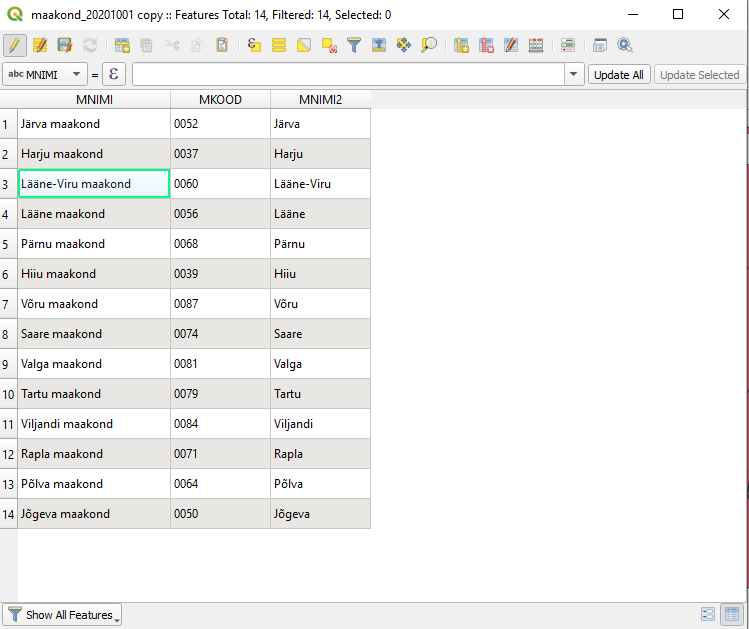 maakond_20201001 copy :: Features Total: 14, Filtered: 14, Selected: 0
abc MNIMI = ε Update All Update Selected
MNIMI MKOOD MNIMI2
1 Järva maakond 0052 Järva
2 Harju maakond 0037 Harju
3 Lääne-Viru maakond 0060 Lääne-Viru
4 Lääne maakond 0056 Lääne
5 Pärnu maakond 0068 Pärnu
6 Hiiu maakond 0039 Hiiu
7 Võru maakond 0087 Võru
8 Saare maakond 0074 Saare
9 Valga maakond 0081 Valga
10 Tartu maakond 0079 Tartu
11 Viljandi maakond 0084 Viljandi
12 Rapla maakond 0071 Rapla
13 Põlva maakond 0064 Põlva
14 Jõgeva maakond 0050 Jõgeva
Show All Features